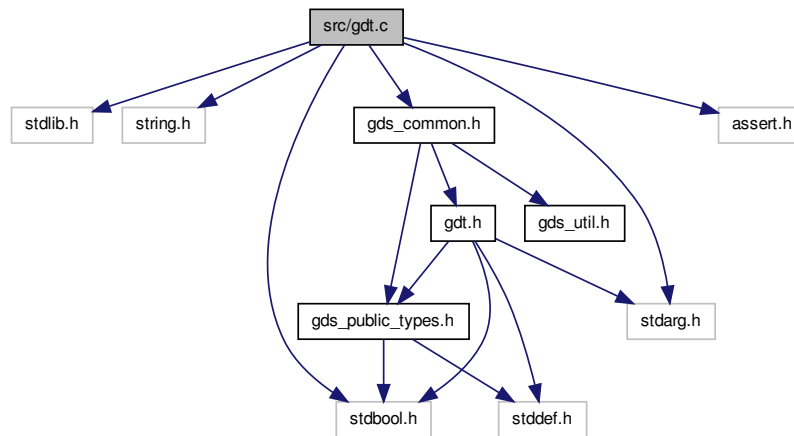 src/gdt.c
stdlib.h
string.h
gds_common.h
assert.h
gdt.h
gds_util.h
gds_public_types.h
stdarg.h
stdbool.h
stddef.h